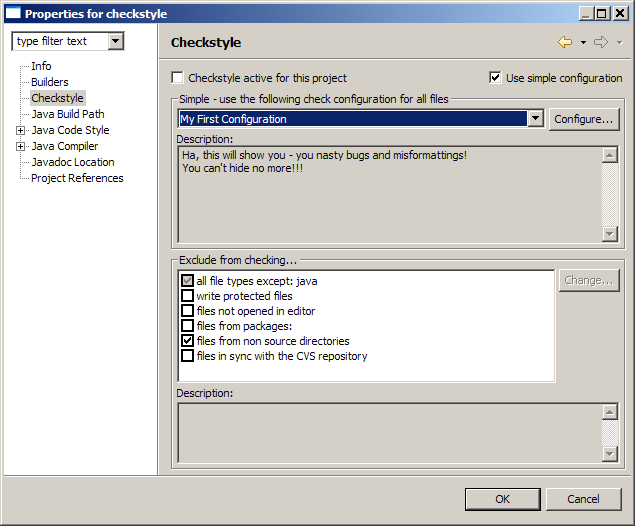 Properties for checkstyle
type filter text
Info
Builders
Checkstyle
Java Build Path
Java Code Style
Java Compiler
Javadoc Location
Project References
Checkstyle
Checkstyle active for this project
Use simple configuration
Simple - use the following check configuration for all files
My First Configuration
Configure...
Description:
Ha, this will show you - you nasty bugs and misformattings!
You can't hide no more!!!
Exclude from checking...
all file types except: java
write protected files
files not opened in editor
files from packages:
files from non source directories
files in sync with the CVS repository
Change...
Description:
OK
Cancel